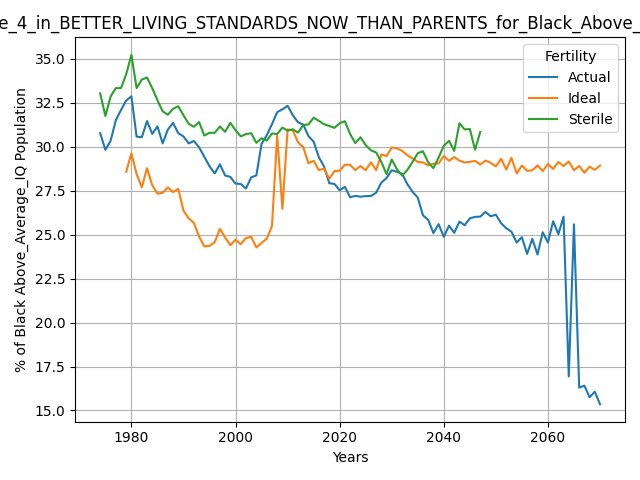 e_4_in_BETTER_LIVING_STANDARDS_NOW_THAN_PARENTS_for_Black_Above_
% of Black Above_Average_IQ Population
35.0
32.5
30.0
27.5
25.0
22.5
20.0
17.5
15.0
Fertility
Actual
Ideal
Sterile
1980
2000
2020
2040
2060
Years